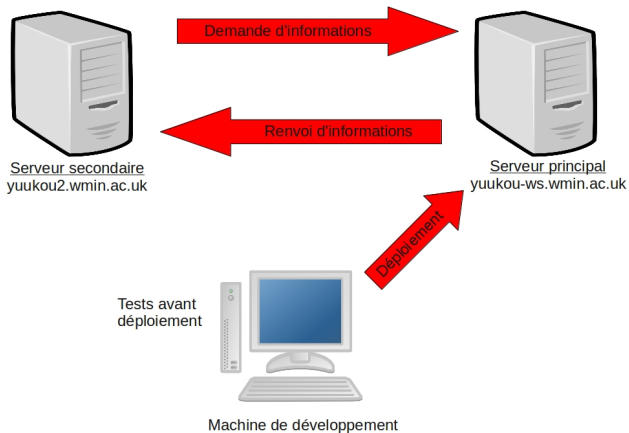 Demande d'informations
Renvoi d'informations
Serveur secondaire
yuukou2.wmin.ac.uk
Serveur principal
yuukou-ws.wmin.ac.uk
Déploiement
Tests avant
déploiement
Machine de développement